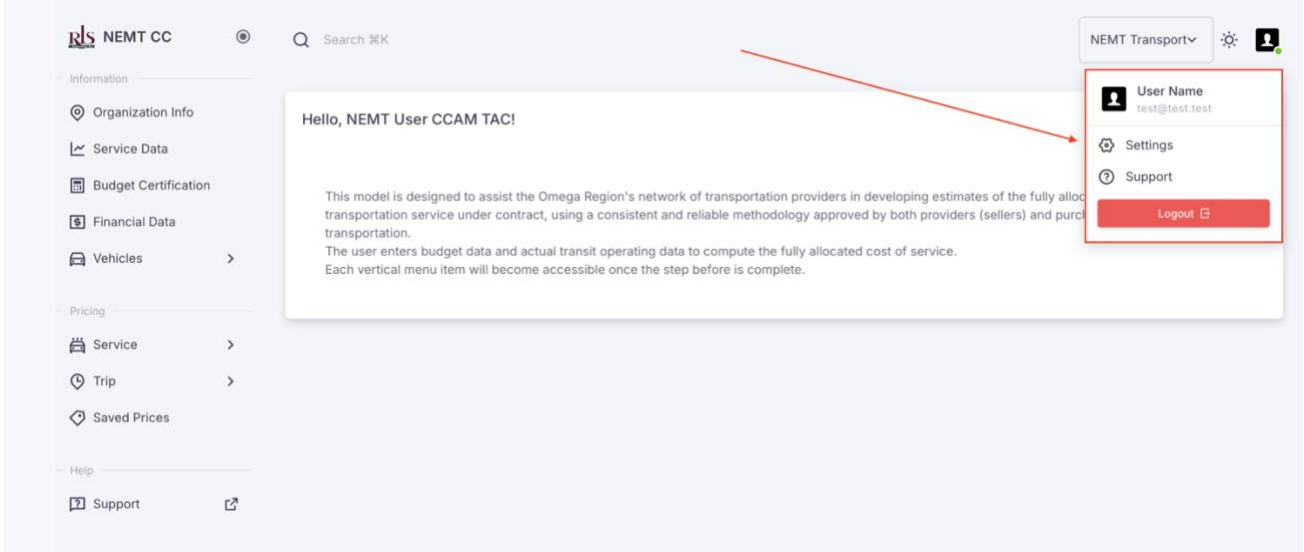 rls NEMT CC
Search ⌘K
NEMT Transport
Information
Organization Info
Service Data
Budget Certification
Financial Data
Vehicles
Pricing
Service
Trip
Saved Prices
Help
Support
Hello, NEMT User CCAM TAC!
This model is designed to assist the Omega Region's network of transportation providers in developing estimates of the fully alloc
transportation service under contract, using a consistent and reliable methodology approved by both providers (sellers) and purc
transportation.
The user enters budget data and actual transit operating data to compute the fully allocated cost of service.
Each vertical menu item will become accessible once the step before is complete.
User Name
test@test.test
Settings
Support
Logout